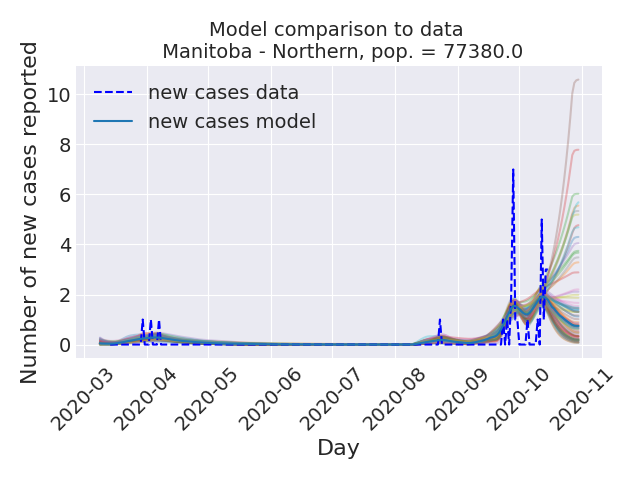 Model comparison to data
Manitoba - Northern, pop. = 77380.0
Number of new cases reported
10
8
6
4
2
0
new cases data
new cases model
2020-03
2020-04
2020-05
2020-06
2020-07
2020-08
2020-09
2020-10
2020-11
Day